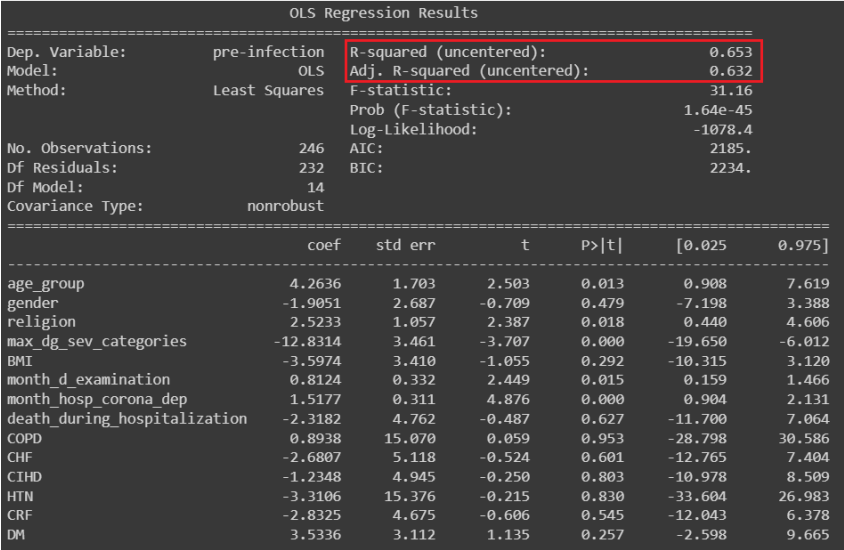 OLS Regression Results
==============================================================================
Dep. Variable: pre-infection R-squared (uncentered): 0.653
Model: OLS Adj. R-squared (uncentered): 0.632
Method: Least Squares F-statistic: 31.16
Prob (F-statistic): 1.64e-45
Log-Likelihood: -1078.4
No. Observations: 246 AIC: 2185.
Df Residuals: 232 BIC: 2234.
Df Model: 14
Covariance Type: nonrobust
==============================================================================
coef std err t P>|t| [0.025 0.975]
------------------------------------------------------------------------------
age_group 4.2636 1.703 2.503 0.013 0.908 7.619
gender -1.9051 2.687 -0.709 0.479 -7.198 3.388
religion 2.5233 1.057 2.387 0.018 0.440 4.606
max_dg_sev_categories -12.8314 3.461 -3.707 0.000 -19.650 -6.012
BMI -3.5974 3.410 -1.055 0.292 -10.315 3.120
month_d_examination 0.8124 0.332 2.449 0.015 0.159 1.466
month_hosp_corona_dep 1.5177 0.311 4.876 0.000 0.904 2.131
death_during_hospitalization -2.3182 4.762 -0.487 0.627 -11.700 7.064
COPD 0.8938 15.070 0.059 0.953 -28.798 30.586
CHF -2.6807 5.118 -0.524 0.601 -12.765 7.404
CIHD -1.2348 4.945 -0.250 0.803 -10.978 8.509
HTN -3.3106 15.376 -0.215 0.830 -33.604 26.983
CRF -2.8325 4.675 -0.606 0.545 -12.043 6.378
DM 3.5336 3.112 1.135 0.257 -2.598 9.665